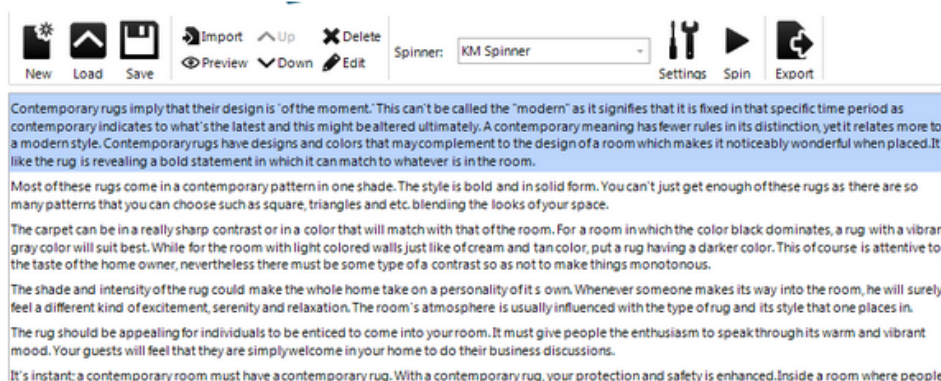 Import Up Delete
Spinner: KM Spinner
Preview Down Edit
New Load Save Settings Spin Export
Contemporary rugs imply that their design is 'of the moment.' This can't be called the "modern" as it signifies that it is fixed in that specific time period as
contemporary indicates to what's the latest and this might be altered ultimately. A contemporary meaning has fewer rules in its distinction, yet it relates more to
a modern style. Contemporary rugs have designs and colors that may complement to the design of a room which makes it noticeably wonderful when placed. It'
like the rug is revealing a bold statement in which it can match to whatever is in the room.
Most of these rugs come in a contemporary pattern in one shade. The style is bold and in solid form. You can't just get enough of these rugs as there are so
many patterns that you can choose such as square, triangles and etc. blending the looks of your space.
The carpet can be in a really sharp contrast or in a color that will match with that of the room. For a room in which the color black dominates, a rug with a
gray color will suit best. While for the room with light colored walls just like of cream and tan color, put a rug having a darker color. This of course is attentive to
the taste of the home owner, nevertheless there must be some type of a contrast so as not to make things monotonous.
The shade and intensity of the rug could make the whole home take on a personality of it s own. Whenever someone makes its way into the room, he will surely
feel a different kind of excitement, serenity and relaxation. The room's atmosphere is usually influenced with the type of rug and its style that one places in.
The rug should be appealing for individuals to be enticed to come into your room. It must give people the enthusiasm to speak through its warm and vibrant
mood. Your guests will feel that they are simply welcome in your home to do their business discussions.
It's instant: a contemporary room must have a contemporary rug. With a contemporary rug, your protection and safety is enhanced. Inside a room where people